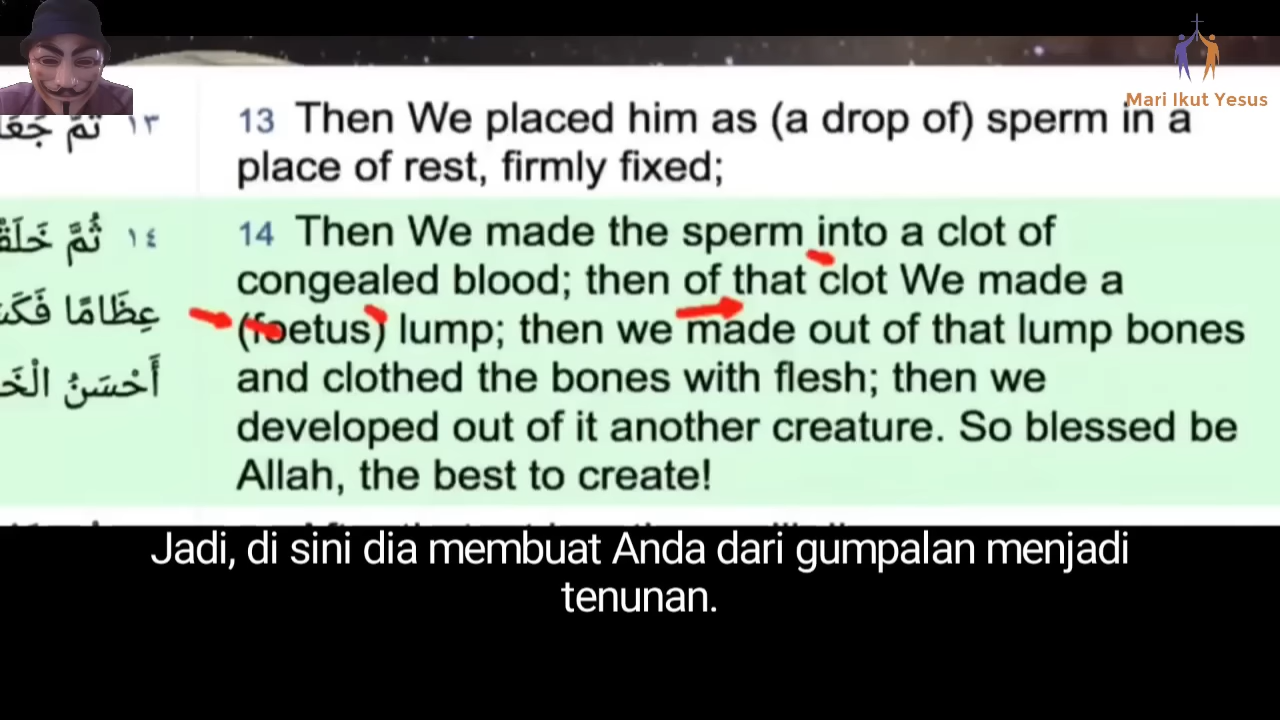 Mari Ikut Yesus
١٣
13 Then We placed him as (a drop of) sperm in a
place of rest, firmly fixed;
ثُمَّ ١٤
14 Then We made the sperm into a clot of
congealed blood; then of that clot We made a
عِظَامًا
(foetus) lump; then we made out of that lump bones
أَحْسَنُ
and clothed the bones with flesh; then we
developed out of it another creature. So blessed be
Allah, the best to create!
Jadi, di sini dia membuat Anda dari gumpalan menjadi
tenunan.